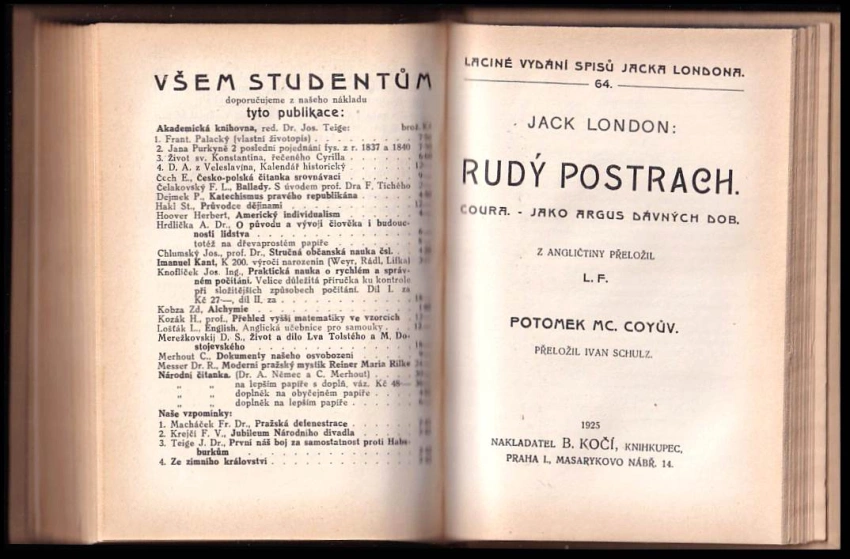 VŠEM STUDENTŮM
doporučujeme z našeho nákladu
tyto publikace:
Akademická knihovna, red. Dr. Jos. Teige: brož.
1. Frant. Palacký (vlastní životopis)
2. Jana Purkyně 2 poslední pojednání fys. z r. 1837 a 1840
3. Život sv. Konstantina, řečeného Cyrilla
4. D. A. z Veleslavína, Kalendář historický
Čech E., Česko-polská čítanka srovnávací
Čelakovský F. L., Ballady. S úvodem prof. Dra F. Tichého
Dejmek P., Katechismus pravého republikána
Hakl St., Průvodce dějinami
Hoover Herbert, Americký individualism
Hrdlička A. Dr., O původu a vývoji člověka i budouc-
nosti lidstva
totéž na dřevaprostém papíře
Chlumský Jos., prof. Dr., Stručná občanská nauka čsl.
Imanuel Kant, K 200. výročí narozenin (Weyr, Rádl, Liška)
Knoflíček Jos. Ing., Praktická nauka o rychlém a správ-
ném počítání. Velice důležitá příručka ku kontrole
při složitějších způsobech počítání. Díl I. za
Kč 27—, díl II. za
Kobza Zd, Alchymie
Kozák H., prof., Přehled vyšší matematiky ve vzorcích
Lošťák L., English. Anglická učebnice pro samouky
Merežkovskij D. S., Život a dílo Lva Tolstého a M. Do-
stojevského
Merhout C., Dokumenty našeho osvobození
Messer Dr. R., Moderní pražský mystik Reiner Maria Rilke
Národní čítanka. (Dr. A. Němec a C. Merhout)
„ „ na lepším papíře s doplň. váz. Kč 48—
„ „ doplněk na obyčejném papíře
„ „ doplněk na lepším papíře
Naše vzpomínky:
1. Macháček Fr. Dr., Pražská defenestrace
2. Krejčí F. V., Jubileum Národního divadla
3. Teige J. Dr., První náš boj za samostatnost proti Habs-
burkům
4. Ze zimního království
LACINÉ VYDÁNÍ SPISŮ JACKA LONDONA.
64.
JACK LONDON:
RUDÝ POSTRACH.
COURA. - JAKO ARGUS DÁVNÝCH DOB.
Z ANGLIČTINY PŘELOŽIL
L. F.
POTOMEK MC. COYŮV.
PŘELOŽIL IVAN SCHULZ.
1925
NAKLADATEL B. KOČÍ, KNIHKUPEC,
PRAHA I., MASARYKOVO NÁBŘ. 14.